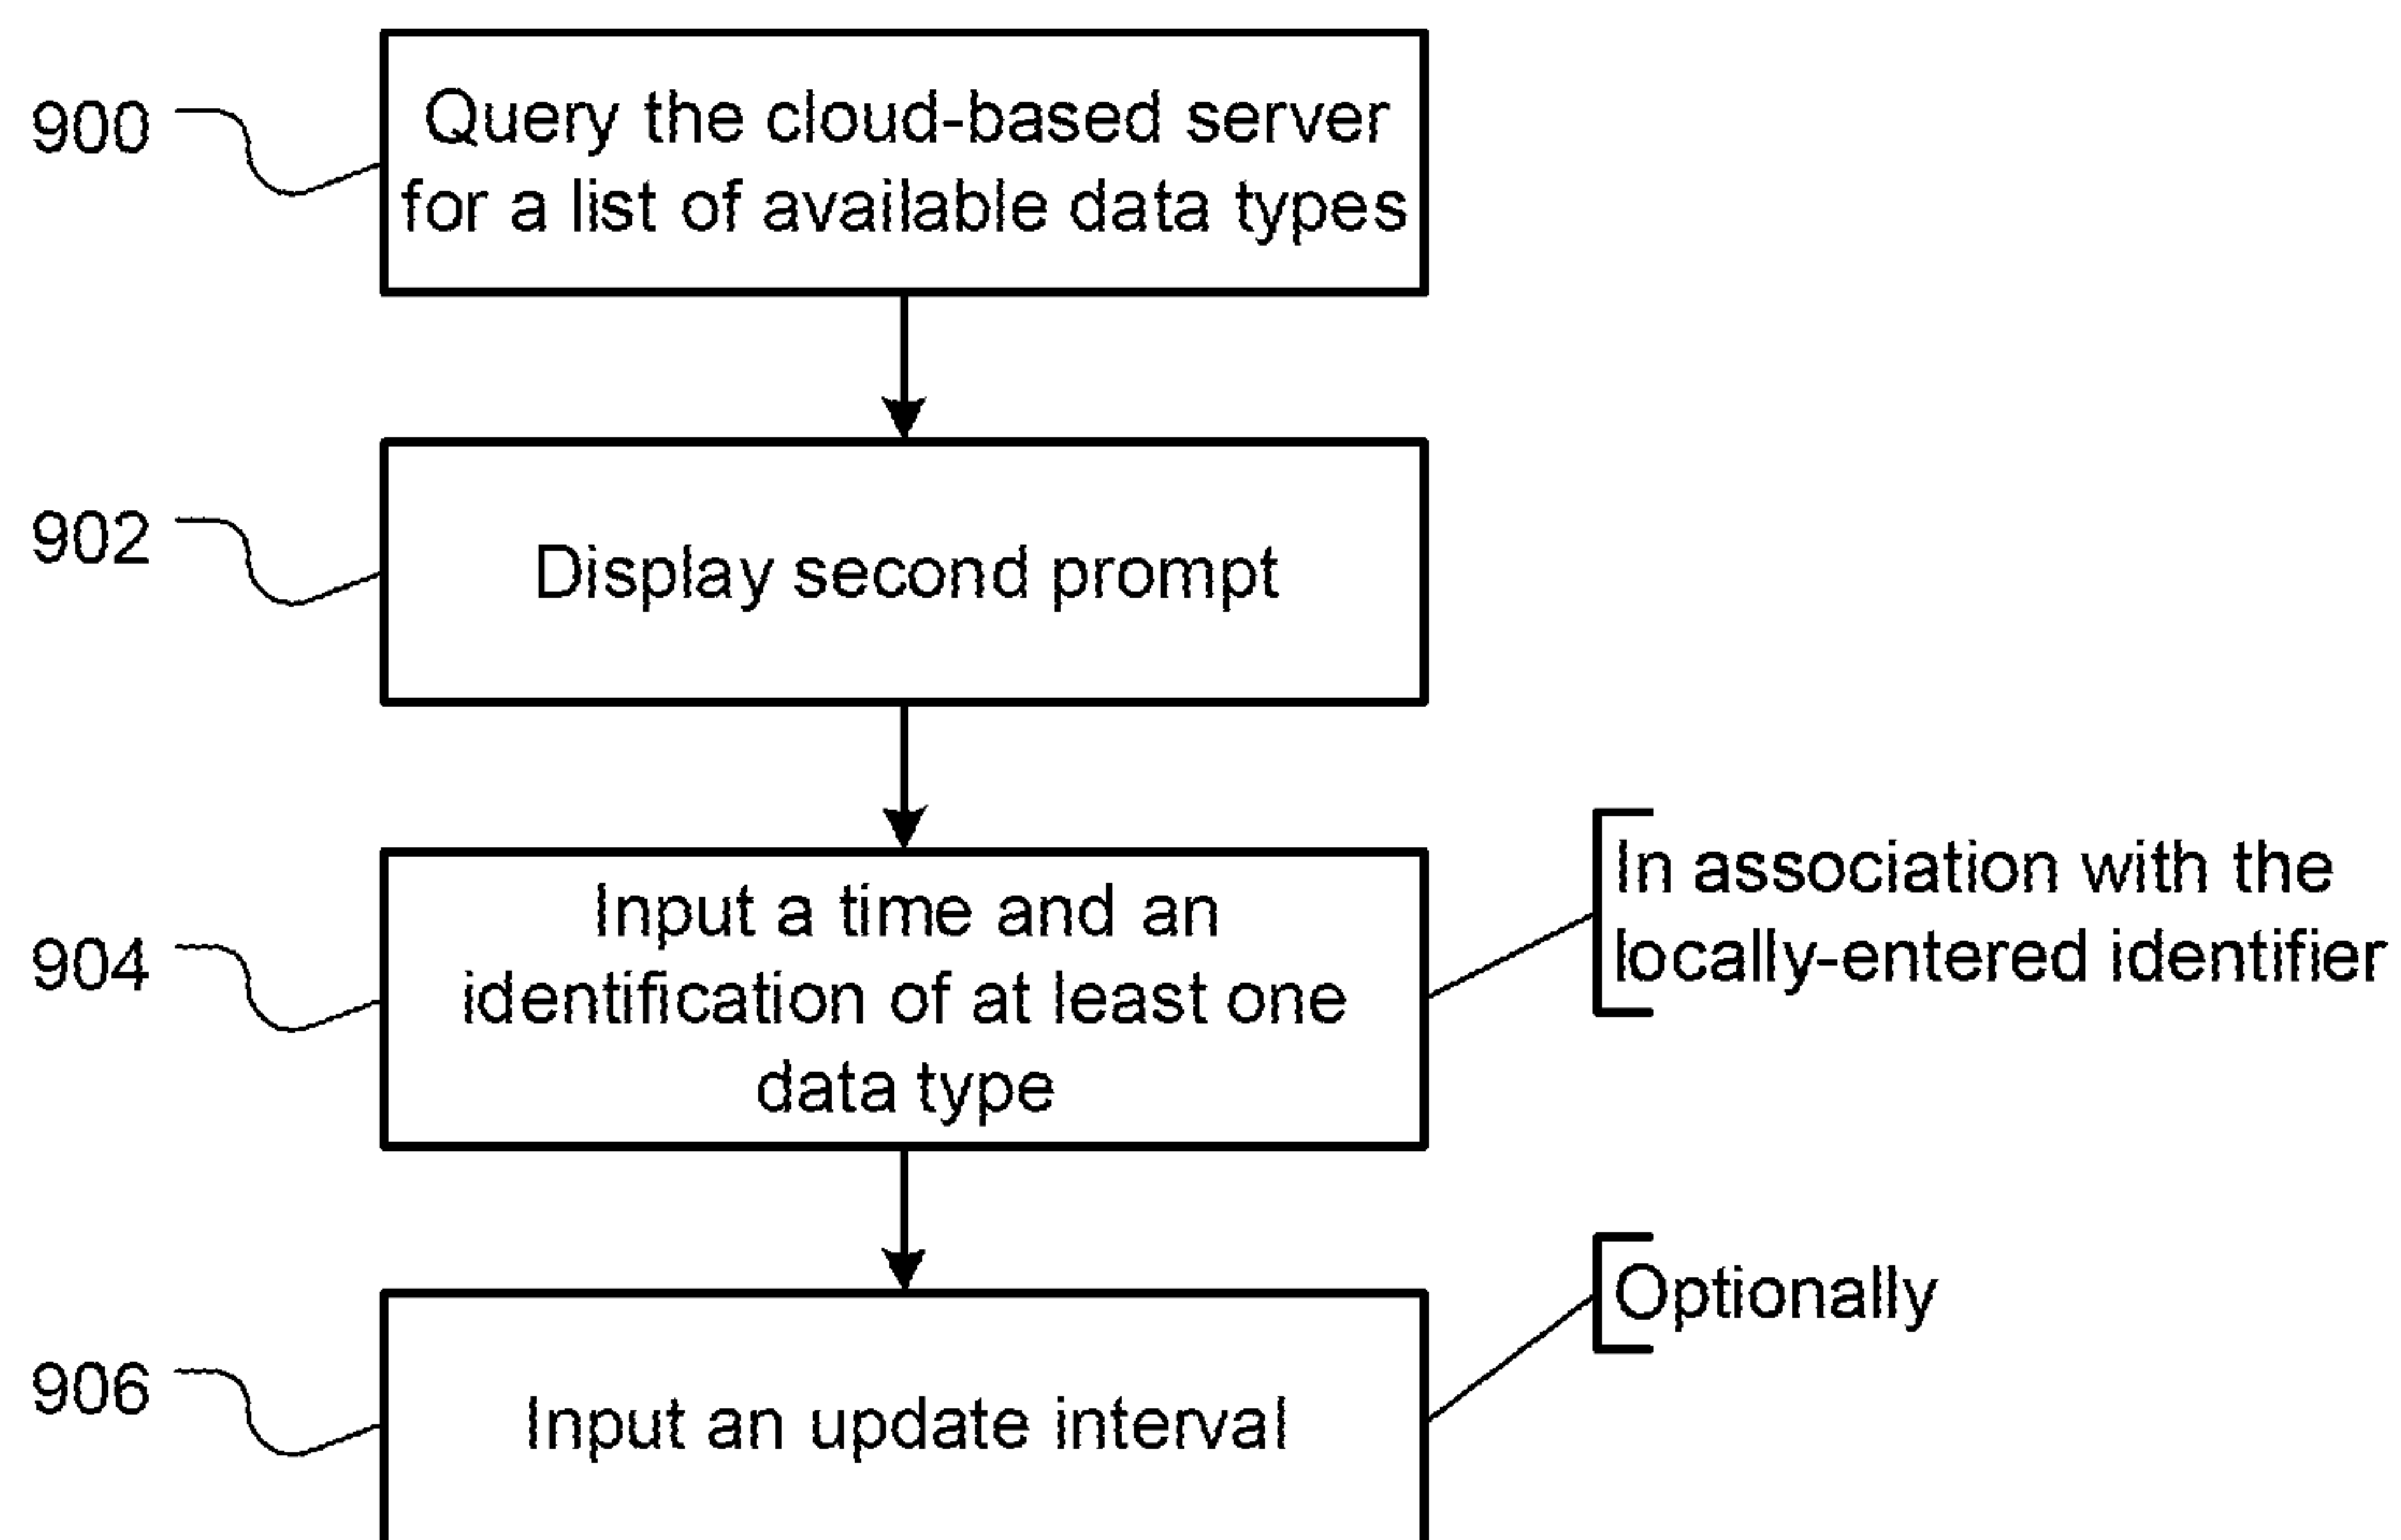 900
Query the cloud-based server
for a list of available data types
902
Display second prompt
904
Input a time and an
identification of at least one
data type
In association with the
locally-entered identifier
906
Input an update interval
Optionally